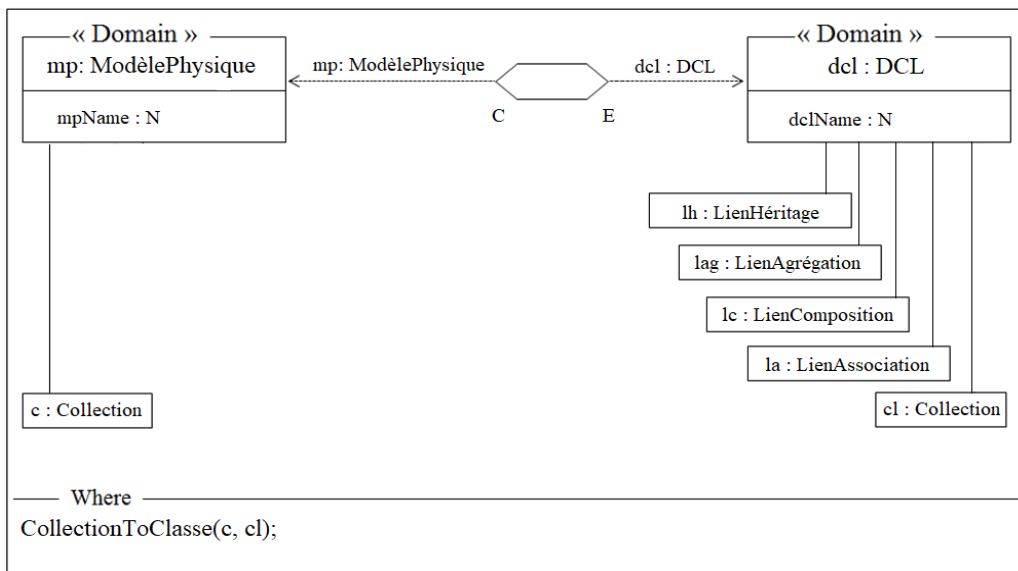 « Domain »
mp: ModèlePhysique
mpName : N
mp: ModèlePhysique
C
E
dcl : DCL
« Domain »
dcl : DCL
dclName : N
lh : LienHéritage
lag : LienAgrégation
lc : LienComposition
la : LienAssociation
c : Collection
cl : Collection
Where
CollectionToClasse(c, cl);